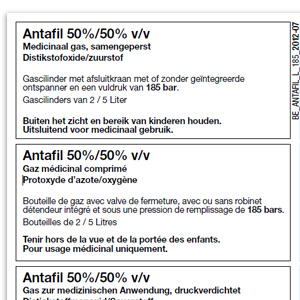 Antafil 50%/50% v/v
Medicinaal gas, samengeperst
Distikstofoxide/zuurstof
Gascilinder met afsluitkraan met of zonder geïntegreerde
ontspanner en een vuldruk van 185 bar.
Gascilinders van 2 / 5 Liter
Buiten het zicht en bereik van kinderen houden.
Uitsluitend voor medicinaal gebruik.
BE_ANTAFIL_L_185_2012-07
Antafil 50%/50% v/v
Gaz médical comprimé
Protoxyde d'azote/oxygène
Bouteille de gaz avec valve de fermeture, avec ou sans robinet
détendeur intégré et sous une pression de remplissage de 185 bars.
Bouteilles de 2 / 5 Litres
Tenir hors de la vue et de la portée des enfants.
Pour usage médicinal uniquement.
Antafil 50%/50% v/v
Gas zur medizinischen Anwendung, druckverdichtet